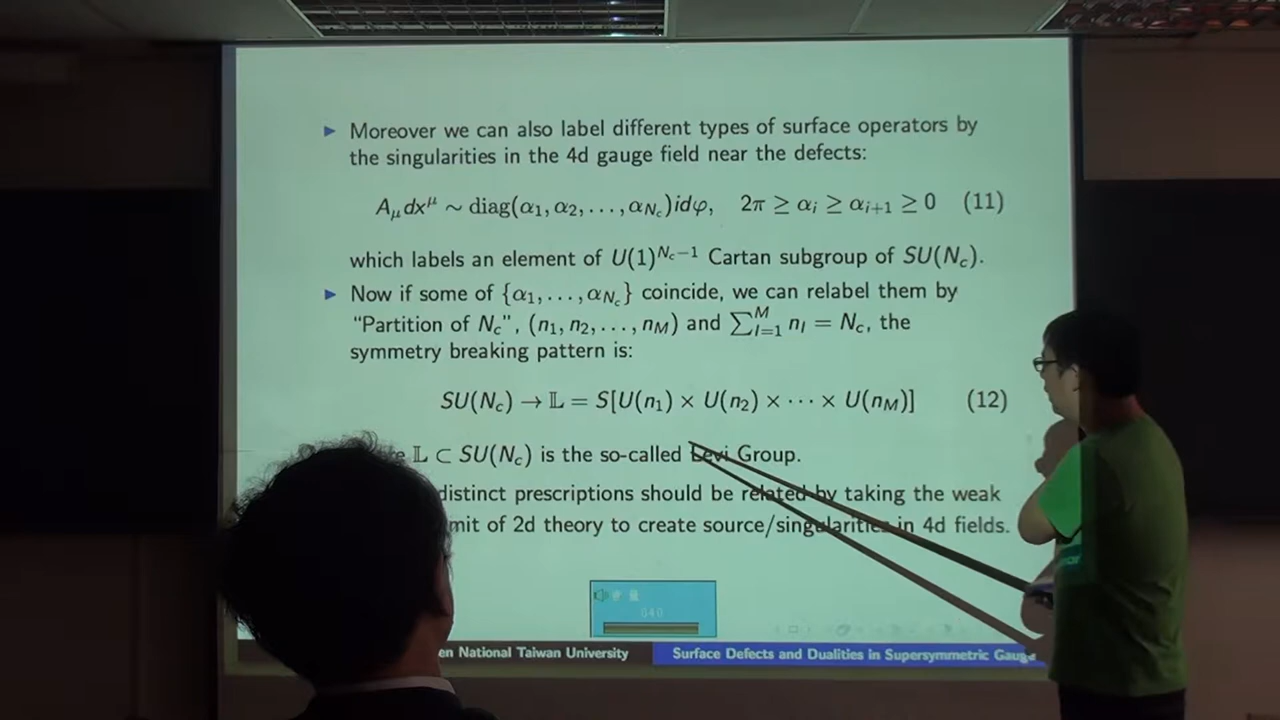 Moreover we can also label different types of surface operators by
the singularities in the 4d gauge field near the defects:
A_μ dx^μ ∼ diag(α_1, α_2, . . . , α_{N_c})idφ, 2π ≥ α_i ≥ α_{i+1} ≥ 0 (11)
which labels an element of U(1)^{N_c−1} Cartan subgroup of SU(N_c).
Now if some of {α_1, . . . , α_{N_c}} coincide, we can relabel them by
"Partition of N_c", (n_1, n_2, . . . , n_M) and ∑_{I=1}^M n_I = N_c, the
symmetry breaking pattern is:
SU(N_c) → 𝕃 = S[U(n_1) × U(n_2) × · · · × U(n_M)] (12)
𝕃 ⊂ SU(N_c) is the so-called Levi Group.
distinct prescriptions should be related by taking the weak
mit of 2d theory to create source/singularities in 4d fields.
音量
640
en National Taiwan University
Surface Defects and Dualities in Supersymmetric Gauge